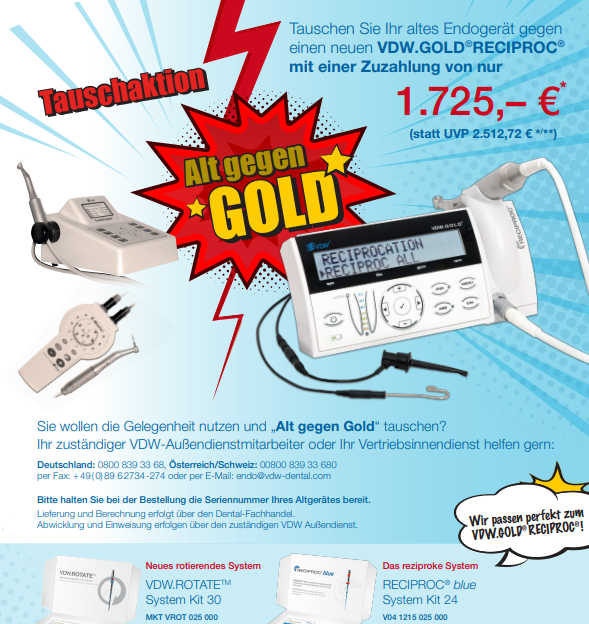 Tauschen Sie Ihr altes Endogerät gegen
einen neuen VDW.GOLD®RECIPROC®
mit einer Zuzahlung von nur
1.725,– €*
(statt UVP 2.512,72 € */**)
Tauschaktion
Alt gegen
GOLD
VDW
VDW.GOLD®
RECIPROCATION
RECIPROC ALL
RECIPROC®
Sie wollen die Gelegenheit nutzen und „Alt gegen Gold“ tauschen?
Ihr zuständiger VDW-Außendienstmitarbeiter oder Ihr Vertriebsinnendienst helfen gern:
Deutschland: 0800 839 33 68, Österreich/Schweiz: 00800 839 33 680
per Fax: +49(0)89 62734-274 oder per E-Mail: endo@vdw-dental.com
Bitte halten Sie bei der Bestellung die Seriennummer Ihres Altgerätes bereit.
Lieferung und Berechnung erfolgt über den Dental-Fachhandel.
Abwicklung und Einweisung erfolgen über den zuständigen VDW Außendienst.
Wir passen perfekt zum
VDW.GOLD® RECIPROC®!
VDW.ROTATE™
Neues rotierendes System
VDW.ROTATE™
System Kit 30
MKT VROT 025 000
RECIPROC® blue
Das reziproke System
RECIPROC® blue
System Kit 24
V04 1215 025 000